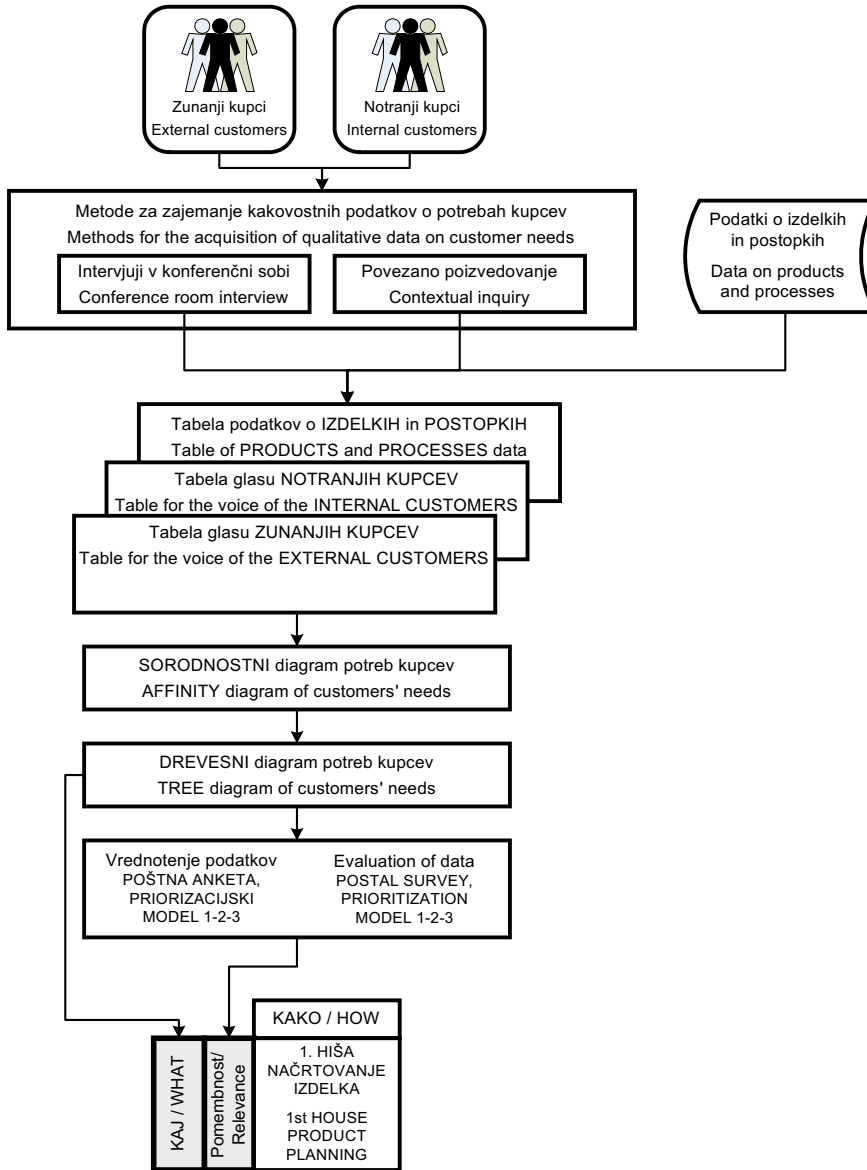 Zunanji kupci
External customers
Notranji kupci
Internal customers
Metode za zajemanje kakovostnih podatkov o potrebah kupcev
Methods for the acquisition of qualitative data on customer needs
Intervjuji v konferenčni sobi
Conference room interview
Povezano poizvedovanje
Contextual inquiry
Podatki o izdelkih
in postopkih
Data on products
and processes
Tabela podatkov o IZDELKIH in POSTOPKIH
Table of PRODUCTS and PROCESSES data
Tabela glasu NOTRANJIH KUPCEV
Table for the voice of the INTERNAL CUSTOMERS
Tabela glasu ZUNANJIH KUPCEV
Table for the voice of the EXTERNAL CUSTOMERS
SORODNOSTNI diagram potreb kupcev
AFFINITY diagram of customers' needs
DREVESNI diagram potreb kupcev
TREE diagram of customers' needs
Vrednotenje podatkov
POŠTNA ANKETA,
PRIORIZACIJSKI
MODEL 1-2-3
Evaluation of data
POSTAL SURVEY,
PRIORITIZATION
MODEL 1-2-3
KAJ / WHAT
Pomembnost/
Relevance
KAKO / HOW
1. HIŠA
NAČRTOVANJE
IZDELKA
1st HOUSE
PRODUCT
PLANNING